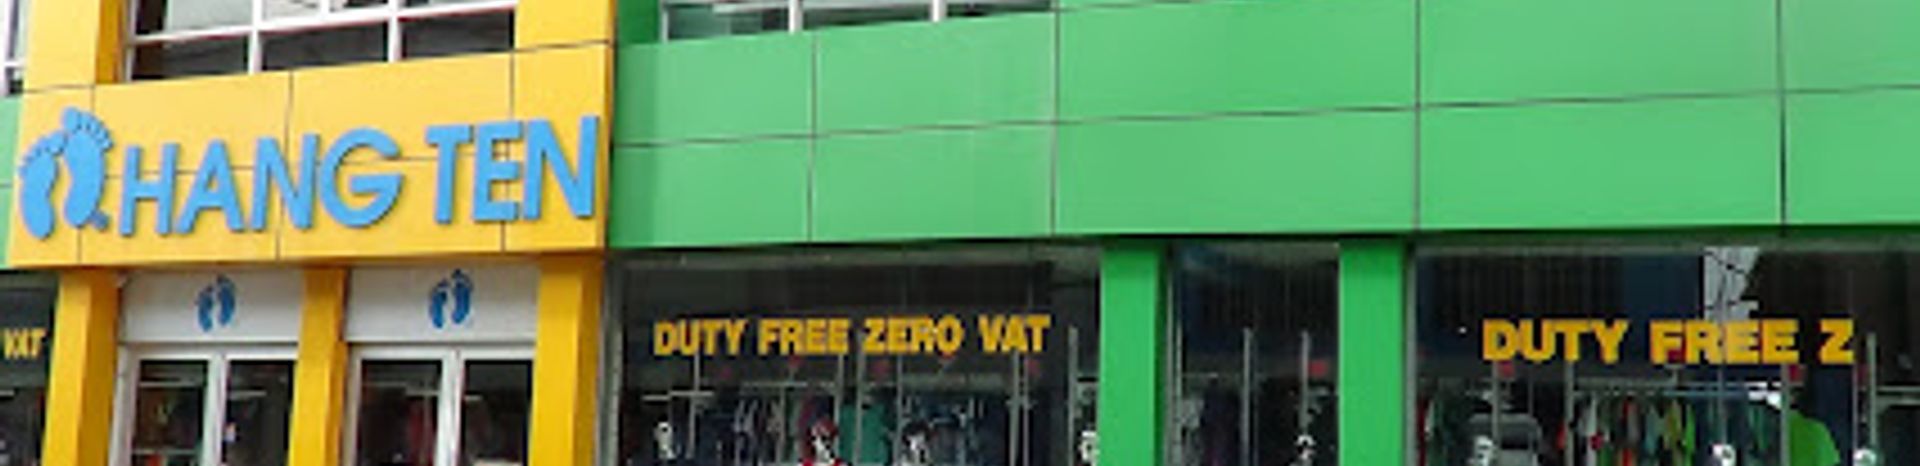 HANG TEN
VAT
DUTY FREE ZERO VAT
DUTY FREE Z